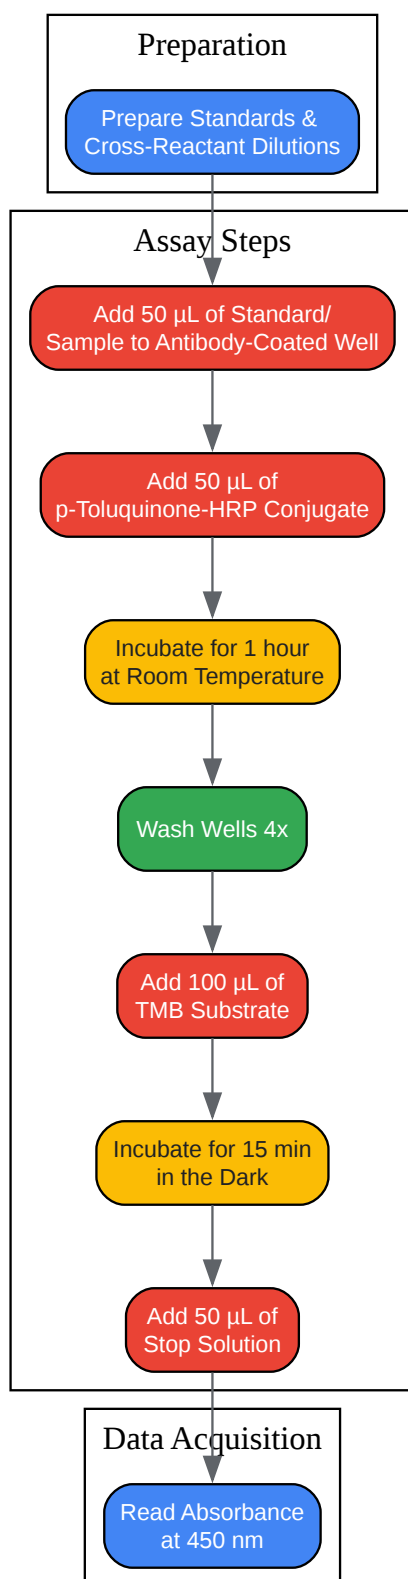 Preparation
Prepare Standards &
Cross-Reactant Dilutions
Assay Steps
Add 50 µL of Standard/
Sample to Antibody-Coated Well
Add 50 µL of
p-Toluquinone-HRP Conjugate
Incubate for 1 hour
at Room Temperature
Wash Wells 4x
Add 100 µL of
TMB Substrate
Incubate for 15 min
in the Dark
Add 50 µL of
Stop Solution
Data Acquisition
Read Absorbance
at 450 nm